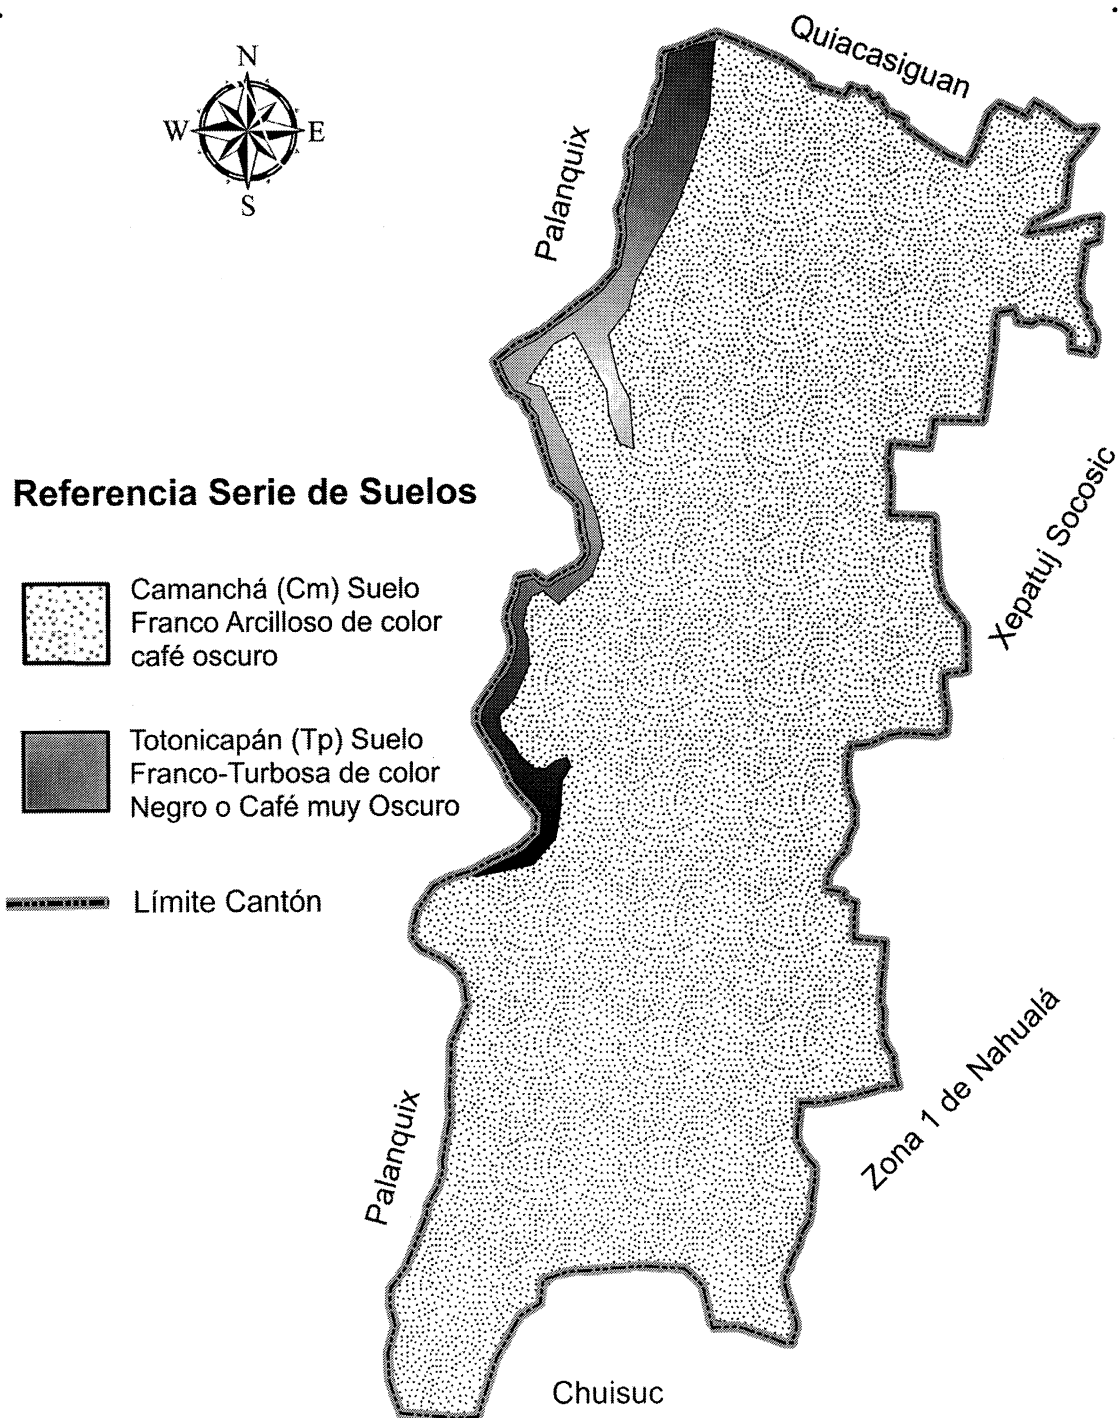 Quiacasiguan
N
W E
S
Palanquix
Referencia Serie de Suelos
Camanchá (Cm) Suelo
Franco Arcilloso de color
café oscuro
Xepatuj Socosic
Totonicapán (Tp) Suelo
Franco-Turbosa de color
Negro o Café muy Oscuro
Límite Cantón
Zona 1 de Nahualá
Palanquix
Chuisuc